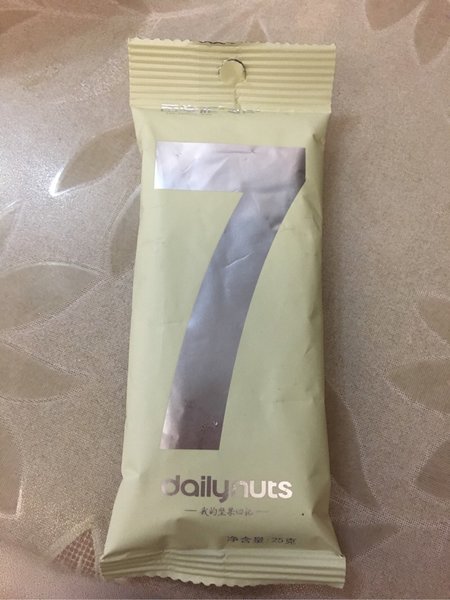 7
dailynuts
我的坚果日记
净含量:25克